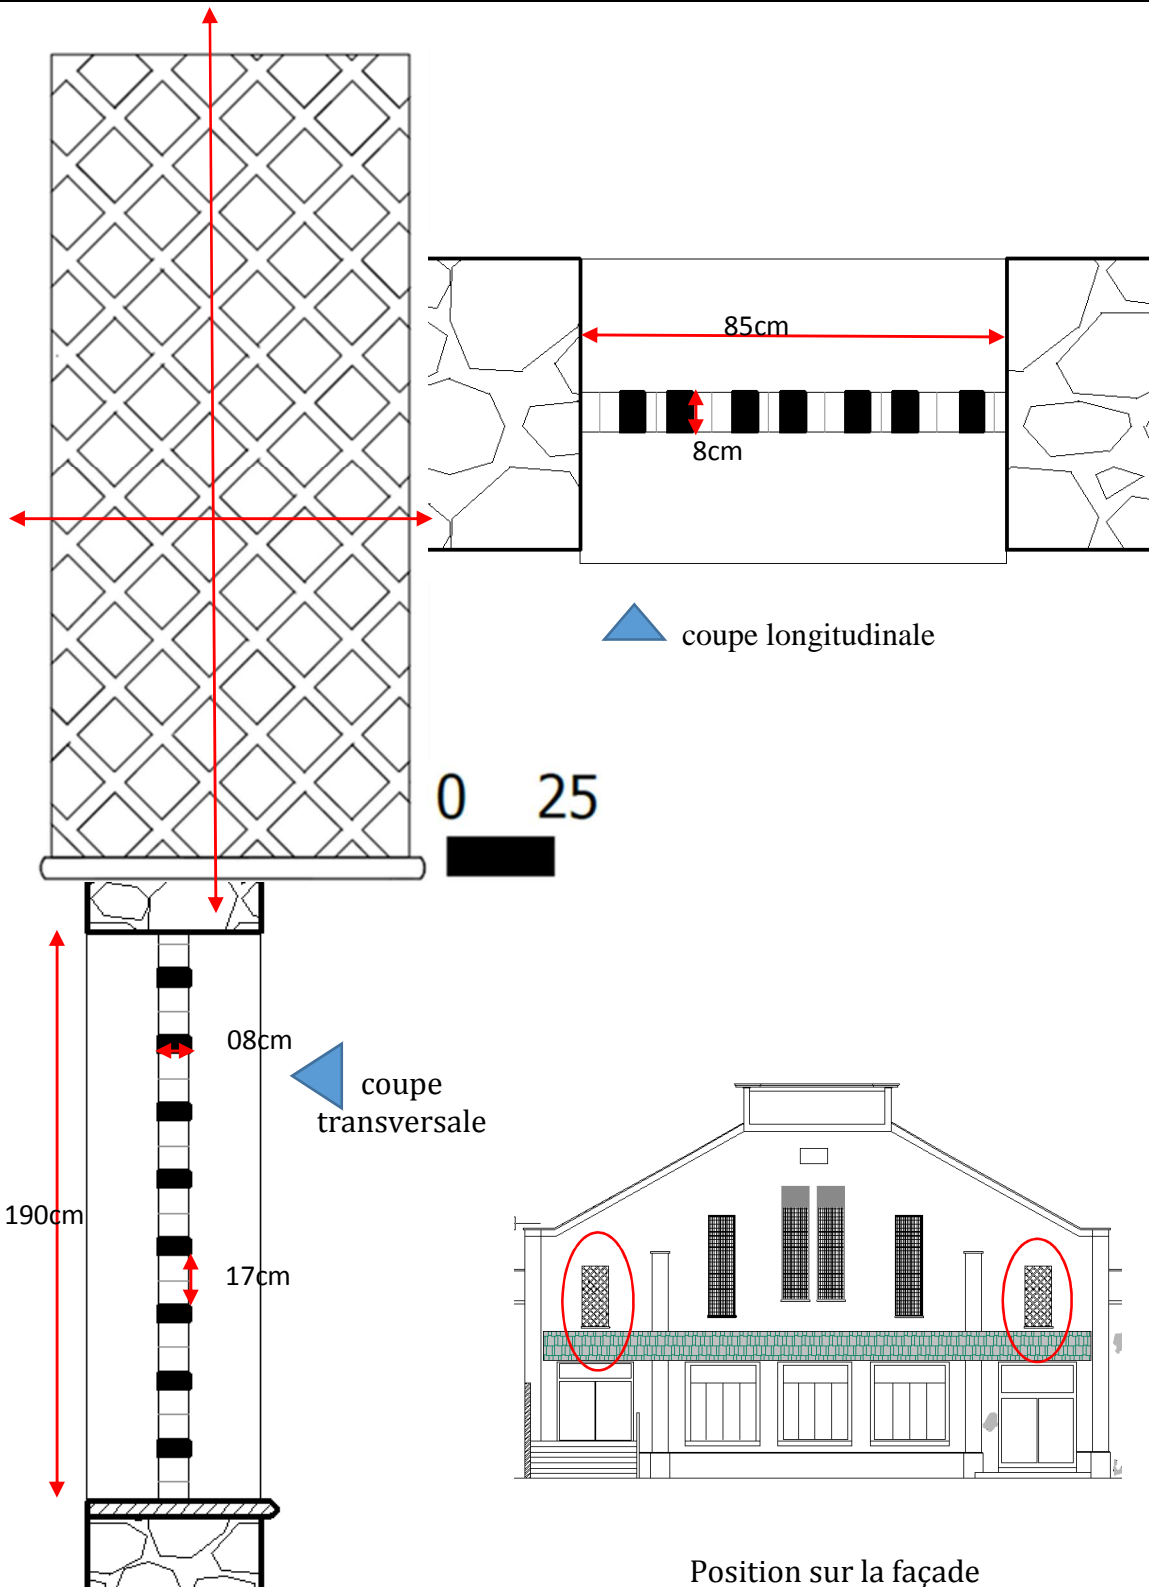 85cm
8cm
coupe longitudinale
0 25
08cm
coupe
transversale
190cm
17cm
Position sur la façade